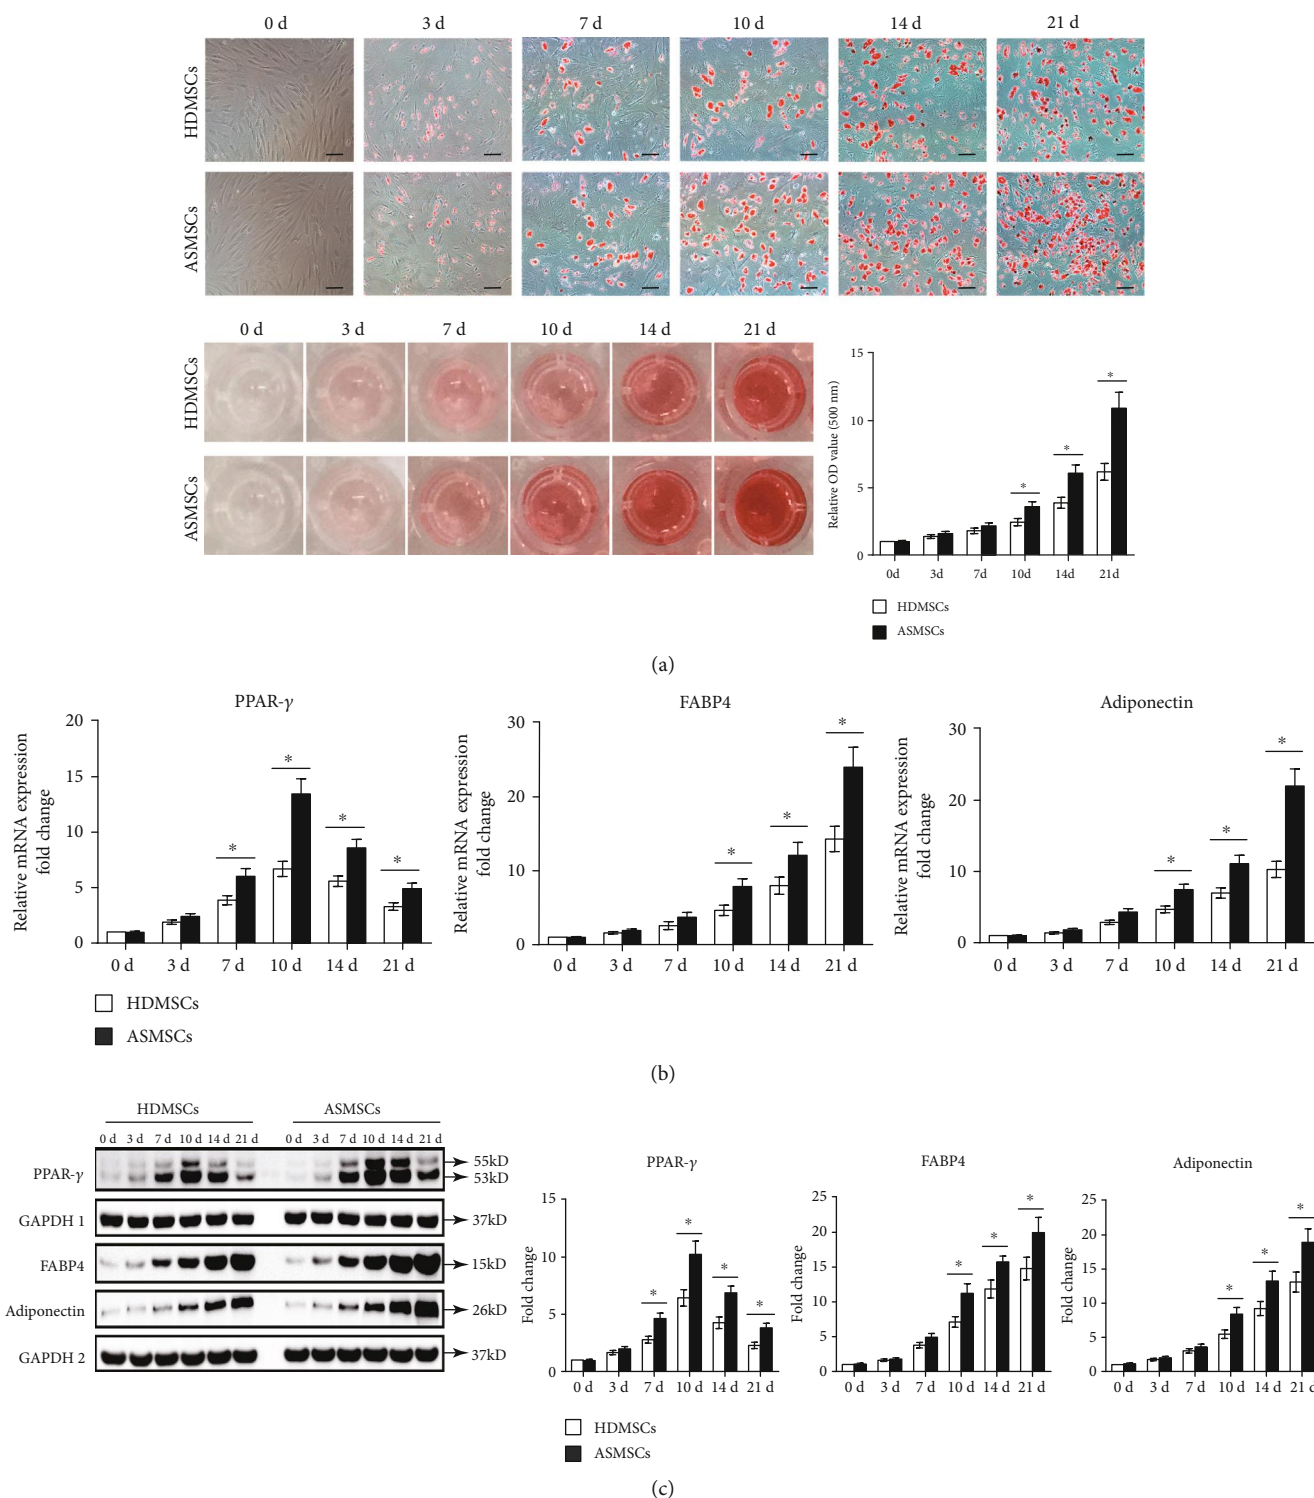 0 d 3 d 7 d 10 d 14 d 21 d
HDMSCs
ASMSCs
0 d 3 d 7 d 10 d 14 d 21 d
HDMSCs
ASMSCs
Relative OD value (500 nm)
15
10
5
0
* * * *
0d 3d 7d 10d 14d 21d
HDMSCs
ASMSCs
(a)
PPAR-γ
Relative mRNA expression
fold change
20
15
10
5
0
* * * *
0 d 3 d 7 d 10 d 14 d 21 d
HDMSCs
ASMSCs
FABP4
Relative mRNA expression
fold change
30
20
10
0
* * *
0 d 3 d 7 d 10 d 14 d 21 d
Adiponectin
Relative mRNA expression
fold change
30
20
10
0
* * *
0 d 3 d 7 d 10 d 14 d 21 d
(b)
HDMSCs ASMSCs
0 d 3 d 7 d 10 d 14 d 21 d 0 d 3 d 7 d 10 d 14 d 21 d
PPAR-γ 55kD
53kD
GAPDH 1 37kD
FABP4 15kD
Adiponectin 26kD
GAPDH 2 37kD
PPAR-γ
Fold change
15
10
5
0
* * * *
0 d 3 d 7 d 10 d 14 d 21 d
HDMSCs
ASMSCs
FABP4
Fold change
25
20
15
10
5
0
* * *
0 d 3 d 7 d 10 d 14 d 21 d
Adiponectin
Fold change
25
20
15
10
5
0
* * *
0 d 3 d 7 d 10 d 14 d 21 d
(c)